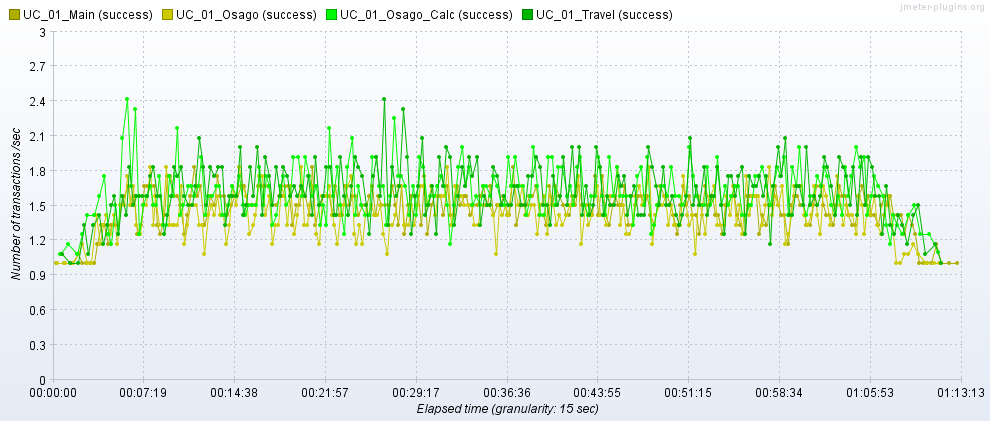 jmeter-plugins.org
UC_01_Main (success) UC_01_Osago (success) UC_01_Osago_Calc (success) UC_01_Travel (success)
3
2.7
2.4
2.1
1.8
1.5
1.2
0.9
0.6
0.3
0
Number of transactions /sec
00:00:00 00:07:19 00:14:38 00:21:57 00:29:17 00:36:36 00:43:55 00:51:15 00:58:34 01:05:53 01:13:13
Elapsed time (granularity: 15 sec)